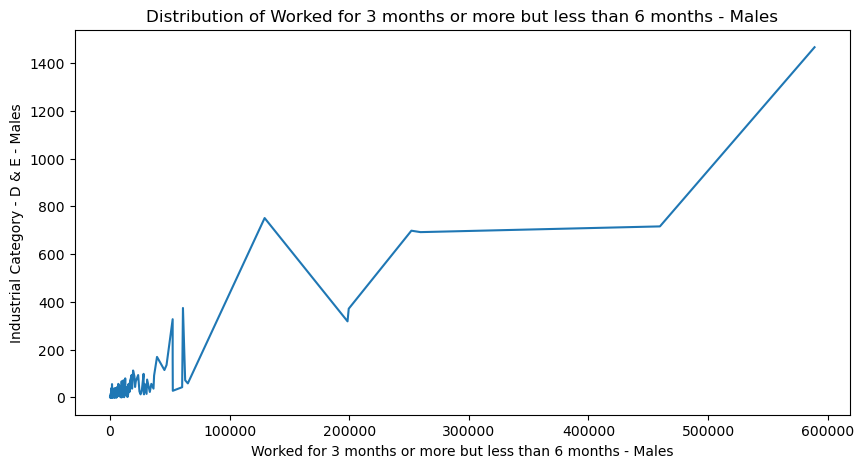 Distribution of Worked for 3 months or more but less than 6 months - Males
Industrial Category - D & E - Males
1400
1200
1000
800
600
400
200
0
0 100000 200000 300000 400000 500000 600000
Worked for 3 months or more but less than 6 months - Males